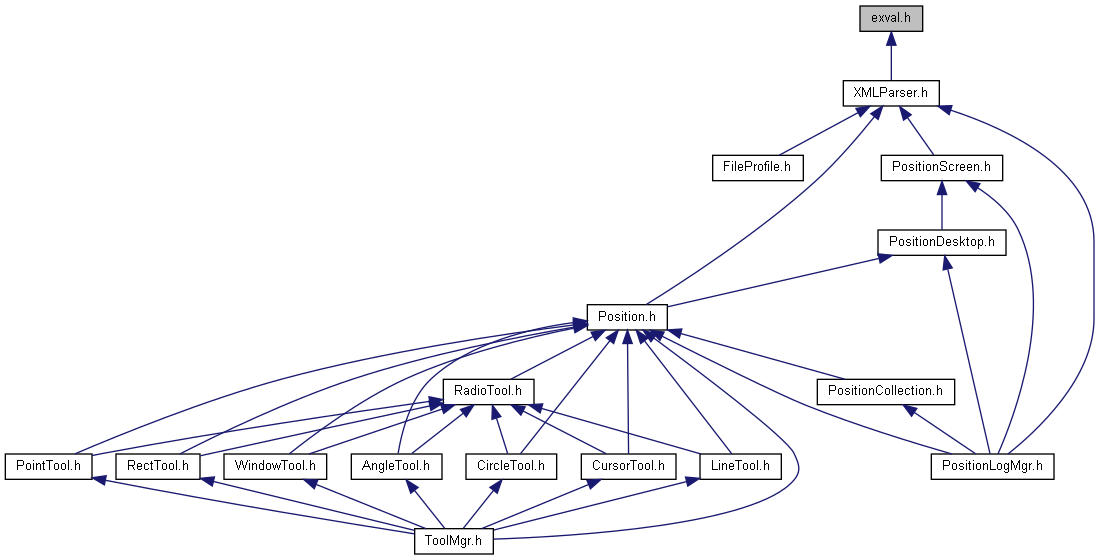 exval.h
XMLParser.h
FileProfile.h
PositionScreen.h
PositionDesktop.h
Position.h
RadioTool.h
PositionCollection.h
PointTool.h
RectTool.h
WindowTool.h
AngleTool.h
CircleTool.h
CursorTool.h
LineTool.h
PositionLogMgr.h
ToolMgr.h